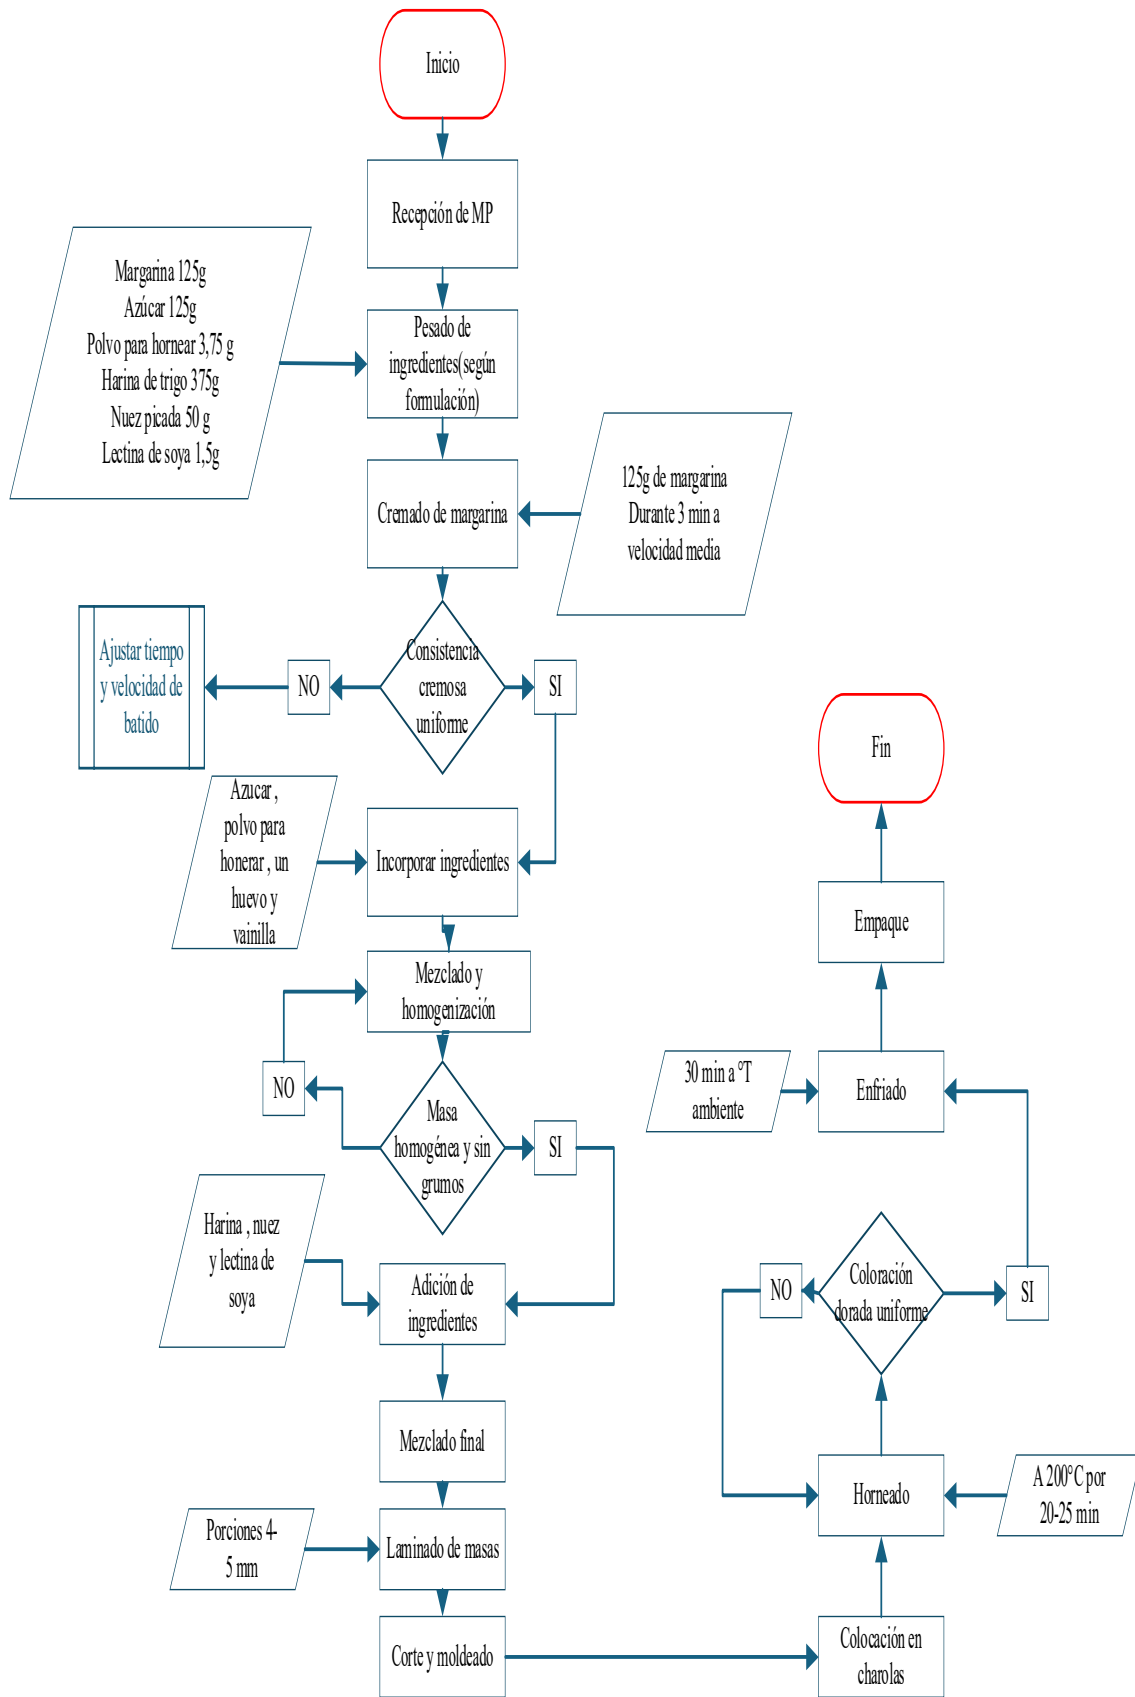 Inicio
Recepción de MP
Margarina 125g
Azúcar 125g
Polvo para hornear 3,75 g
Harina de trigo 375g
Nuez picada 50 g
Lectina de soya 1,5g
Pesado de
ingredientes(según
formulación)
Cremado de margarina
125g de margarina
Durante 3 min a
velocidad media
Consistencia
cremosa
uniforme
NO
SI
Ajustar tiempo
y velocidad de
batido
Azucar ,
polvo para
honerar , un
huevo y
vainilla
Incorporar ingredientes
Mezclado y
homogenización
NO
Masa
homogénea y sin
grumos
SI
Harina , nuez
y lectina de
soya
Adición de
ingredientes
Mezclado final
Porciones 4-
5 mm
Laminado de masas
Corte y moldeado
Colocación en
charolas
Horneado
A 200°C por
20-25 min
Coloración
dorada uniforme
NO
SI
Enfriado
30 min a °T
ambiente
Empaque
Fin